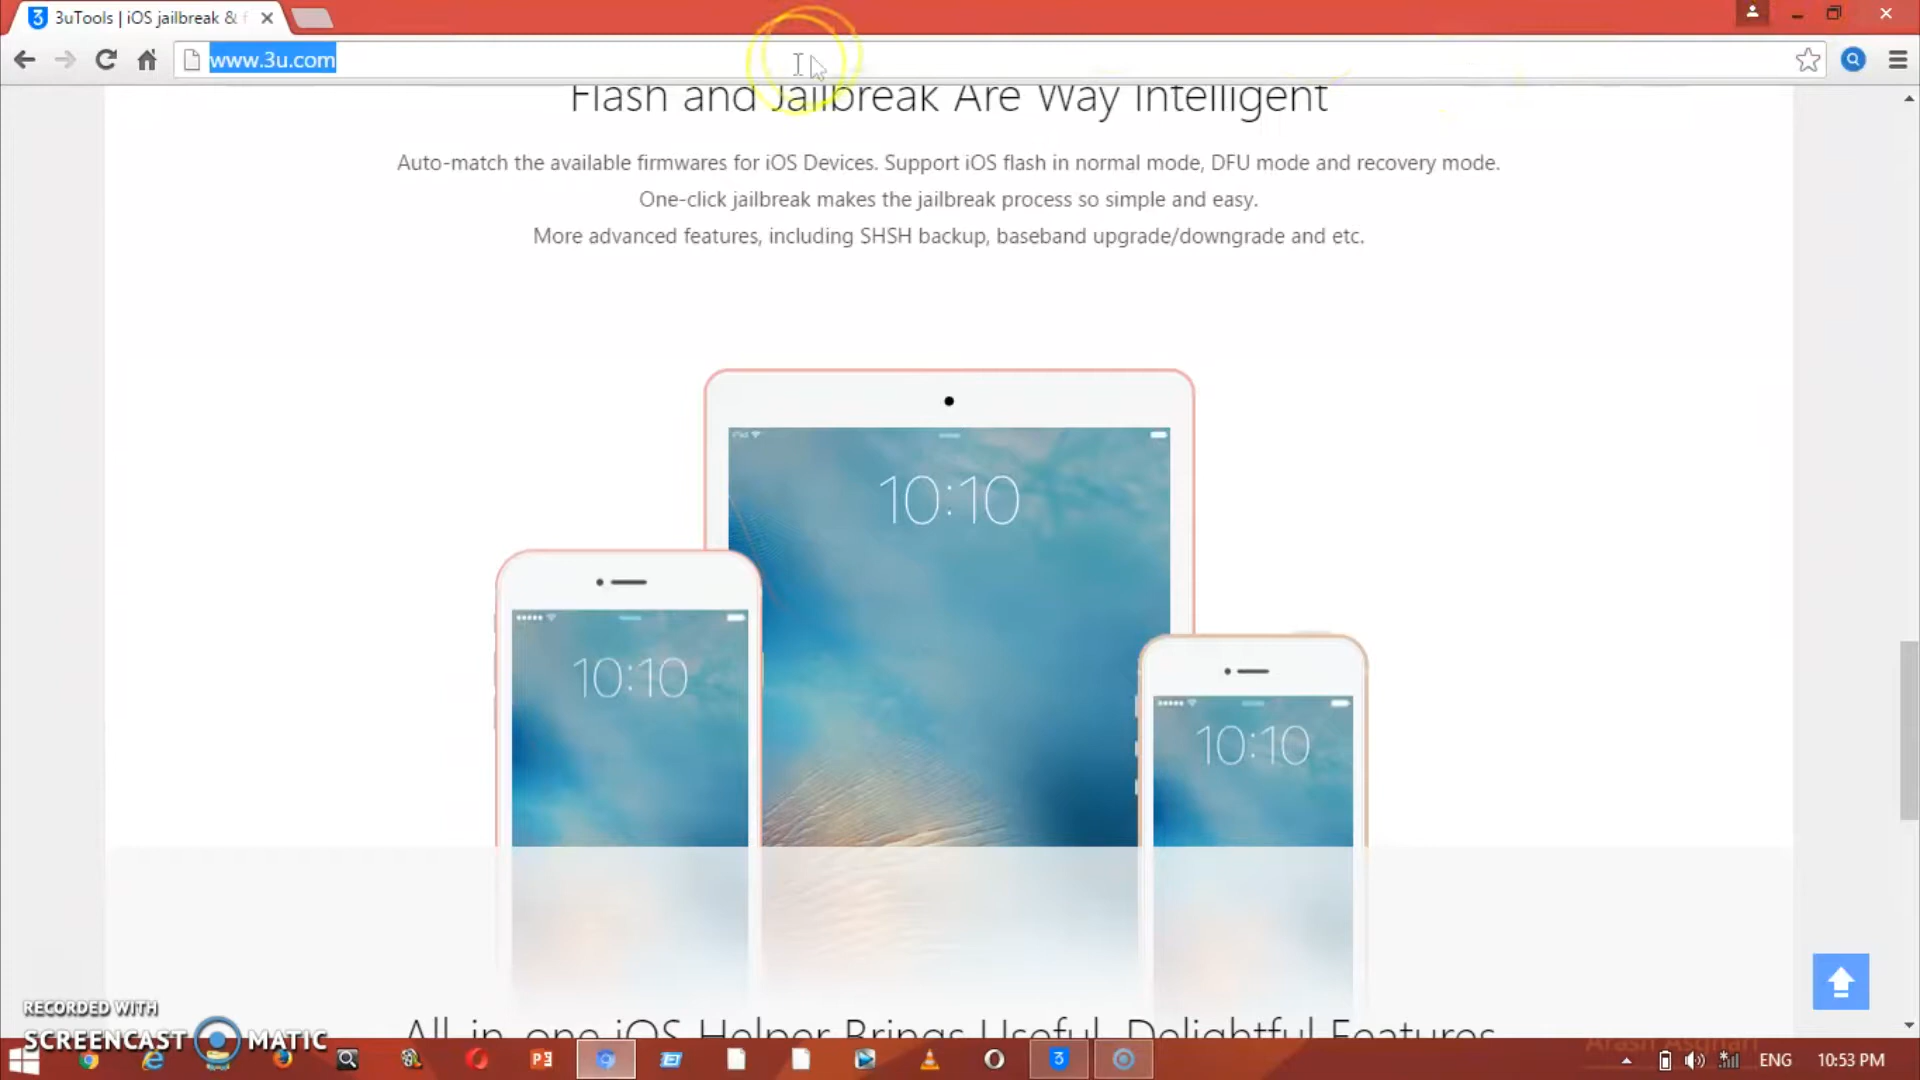 3uTools | iOS jailbreak & f
www.3u.com
Flash and Jailbreak Are Way Intelligent
Auto-match the available firmwares for iOS Devices. Support iOS flash in normal mode, DFU mode and recovery mode.
One-click jailbreak makes the jailbreak process so simple and easy.
More advanced features, including SHSH backup, baseband upgrade/downgrade and etc.
iPad
10:10
10:10
10:10
All-in-one iOS Helper Brings Useful, Delightful Features
RECORDED WITH
SCREENCAST MATIC
Arash Asghari
ENG
10:53 PM